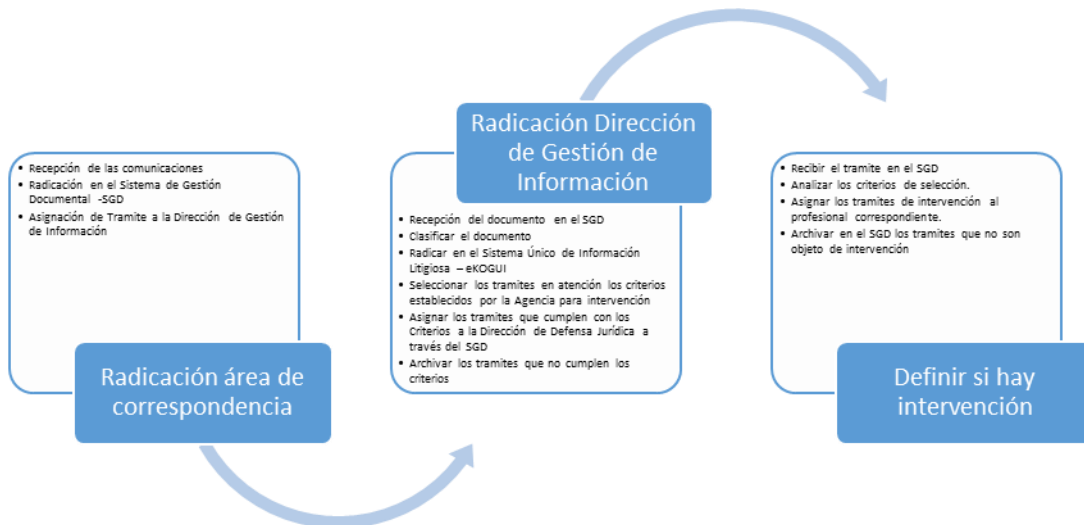 • Recepción de las comunicaciones
• Radicación en el Sistema de Gestión
Documental -SGD
• Asignación de Tramite a la Dirección de Gestión
de Información
Radicación área de
correspondencia
Radicación Dirección
de Gestión de
Información
• Recepción del documento en el SGD
• Clasificar el documento
• Radicar en el Sistema Único de Información
Litigiosa – eKOGUI
• Seleccionar los tramites en atención los criterios
establecidos por la Agencia para intervención
• Asignar los tramites que cumplen con los
Criterios a la Dirección de Defensa Jurídica a
través del SGD
• Archivar los tramites que no cumplen los
criterios
• Recibir el tramite en el SGD
• Analizar los criterios de selección.
• Asignar los tramites de intervención al
profesional correspondiente.
• Archivar en el SGD los tramites que no son
objeto de intervención
Definir si hay
intervención